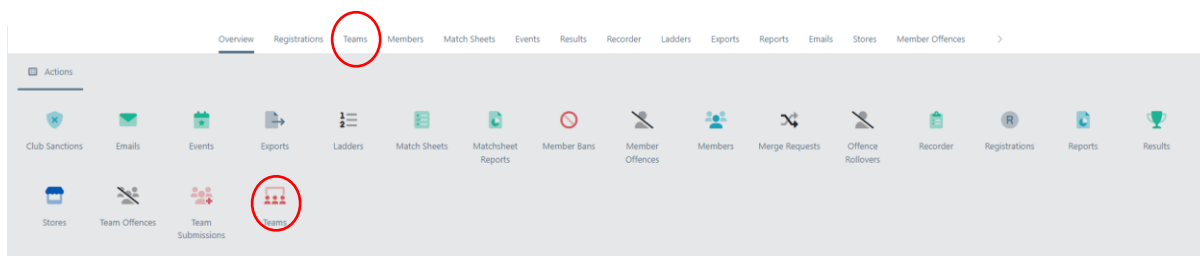 Overview Registrations Teams Members Match Sheets Events Results Recorder Ladders Exports Reports Emails Stores Member Offences
Actions
Club Sanctions Emails Events Exports Ladders Match Sheets Matchsheet Reports Member Bans Member Offences Members Merge Requests Offence Rollovers Recorder Registrations Reports Results
Stores Team Offences Team Submissions Teams